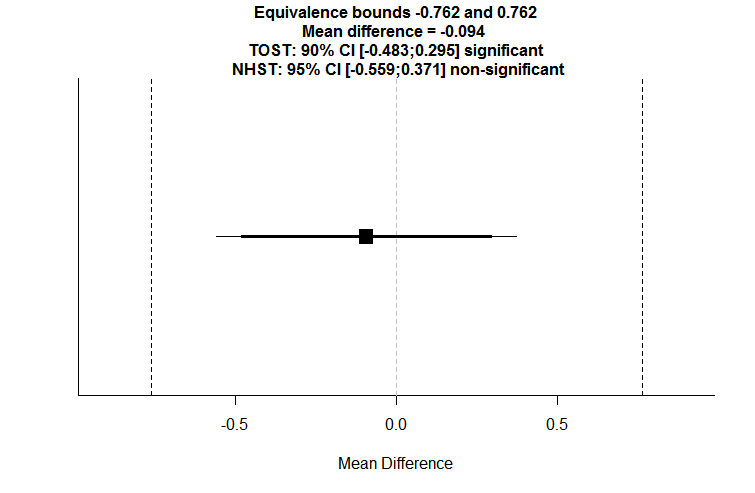 Equivalence bounds -0.762 and 0.762
Mean difference = -0.094
TOST: 90% CI [-0.483;0.295] significant
NHST: 95% CI [-0.559;0.371] non-significant
-0.5 0.0 0.5
Mean Difference